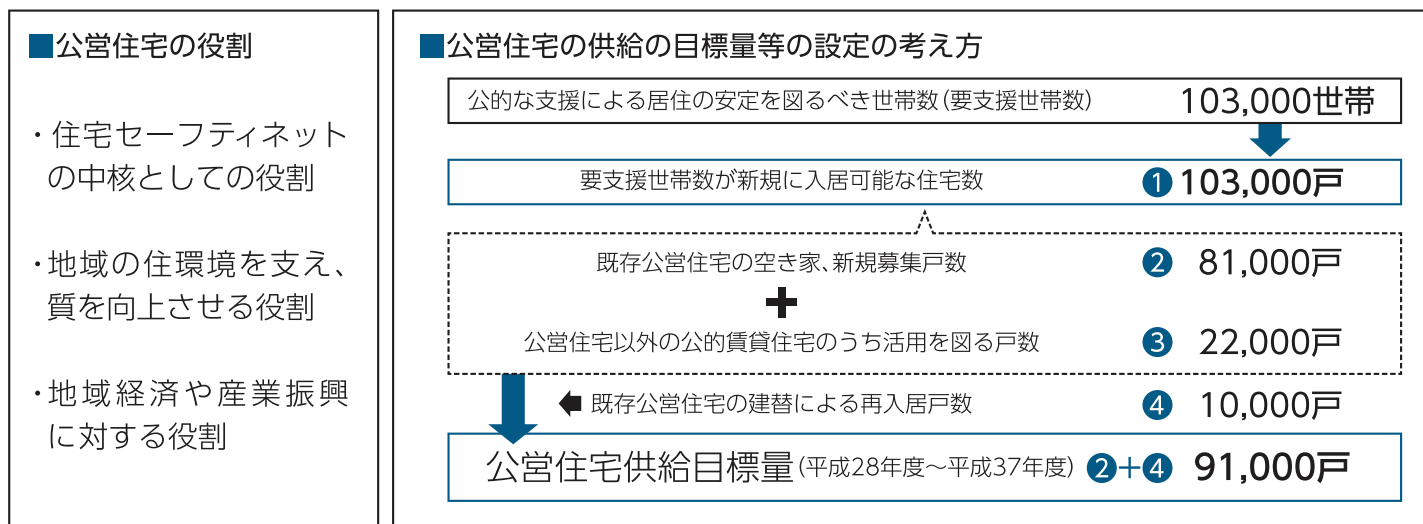 ■公営住宅の役割
・住宅セーフティネット
の中核としての役割
・地域の住環境を支え、
質を向上させる役割
・地域経済や産業振興
に対する役割
■公営住宅の供給の目標量等の設定の考え方
公的な支援による居住の安定を図るべき世帯数(要支援世帯数) 103,000世帯
要支援世帯数が新規に入居可能な住宅数 ❶103,000戸
既存公営住宅の空き家、新規募集戸数 ❷ 81,000戸
+
公営住宅以外の公的賃貸住宅のうち活用を図る戸数 ❸ 22,000戸
既存公営住宅の建替による再入居戸数 ❹ 10,000戸
公営住宅供給目標量(平成28年度〜平成37年度) ❷+❹ 91,000戸